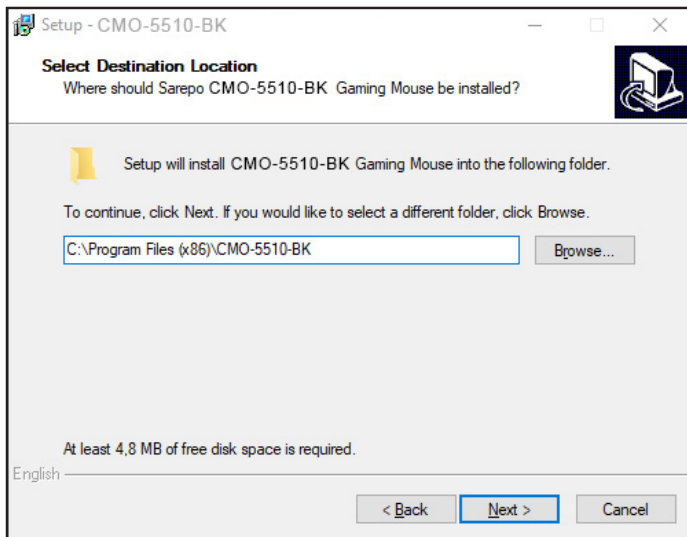 Setup - CMO-5510-BK
Select Destination Location
Where should Sarepo CMO-5510-BK Gaming Mouse be installed?
Setup will install CMO-5510-BK Gaming Mouse into the following folder.
To continue, click Next. If you would like to select a different folder, click Browse.
C:\Program Files (x86)\CMO-5510-BK
Browse...
At least 4,8 MB of free disk space is required.
English
< Back
Next >
Cancel